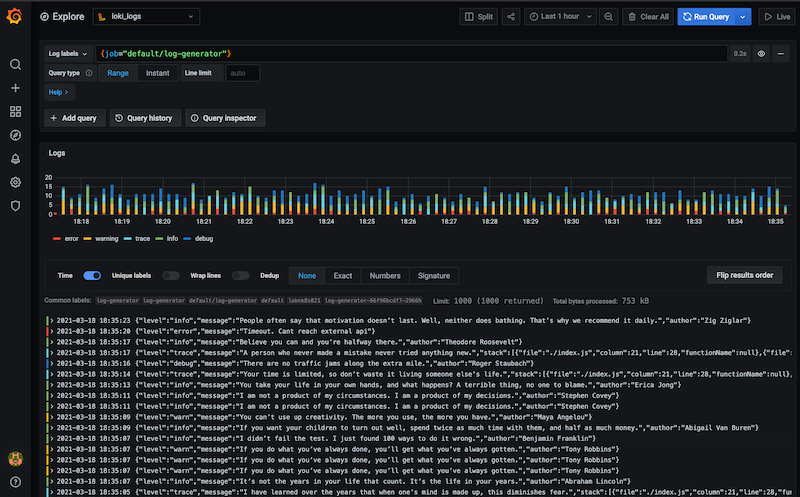 Explore
loki_logs
Split
Last 1 hour
Clear All
Run Query
Live
Log labels
{job="default/log-generator"}
0.2s
Query type
Range
Instant
Line limit
auto
Help >
+ Add query
Query history
Query inspector
Logs
20
15
10
5
0
18:18 18:19 18:20 18:21 18:22 18:23 18:24 18:25 18:26 18:27 18:28 18:29 18:30 18:31 18:32 18:33 18:34 18:35
error warning trace info debug
Time
Unique labels
Wrap lines
Dedup
None
Exact
Numbers
Signature
Flip results order
Common labels: log-generator log-generator default/log-generator default labnk8s021 Limit: 1000 (1000 returned) Total bytes processed: 753 kB
> 2021-03-18 18:35:23 {"level":"info","message":"People often say that motivation doesn't last. Well, neither does bathing. That's why we recommend it daily.","author":"Zig Ziglar"}
> 2021-03-18 18:35:20 {"level":"error","message":"Timeout. Cant reach external api"}
> 2021-03-18 18:35:17 {"level":"info","message":"Believe you can and you're halfway there.","author":"Theodore Roosevelt"}
> 2021-03-18 18:35:17 {"level":"trace","message":"A person who never made a mistake never tried anything new.","stack":[{"file":"./index.js","column":21,"line":28,"functionName":null},{"file":
> 2021-03-18 18:35:16 {"level":"debug","message":"There are no traffic jams along the extra mile.","author":"Roger Staubach"}
> 2021-03-18 18:35:14 {"level":"trace","message":"Your time is limited, so don't waste it living someone else's life.","stack":[{"file":"./index.js","column":21,"line":28,"functionName":null},
> 2021-03-18 18:35:13 {"level":"info","message":"You take your life in your own hands, and what happens? A terrible thing, no one to blame.","author":"Erica Jong"}
> 2021-03-18 18:35:11 {"level":"info","message":"I am not a product of my circumstances. I am a product of my decisions.","author":"Stephen Covey"}
> 2021-03-18 18:35:11 {"level":"info","message":"I am not a product of my circumstances. I am a product of my decisions.","author":"Stephen Covey"}
> 2021-03-18 18:35:09 {"level":"warn","message":"You can't use up creativity. The more you use, the more you have.","author":"Maya Angelou"}
> 2021-03-18 18:35:09 {"level":"info","message":"If you want your children to turn out well, spend twice as much time with them, and half as much money.","author":"Abigail Van Buren"}
> 2021-03-18 18:35:07 {"level":"info","message":"I didn't fail the test. I just found 100 ways to do it wrong.","author":"Benjamin Franklin"}
> 2021-03-18 18:35:07 {"level":"warn","message":"If you do what you've always done, you'll get what you've always gotten.","author":"Tony Robbins"}
> 2021-03-18 18:35:07 {"level":"warn","message":"If you do what you've always done, you'll get what you've always gotten.","author":"Tony Robbins"}
> 2021-03-18 18:35:07 {"level":"warn","message":"If you do what you've always done, you'll get what you've always gotten.","author":"Tony Robbins"}
> 2021-03-18 18:35:07 {"level":"info","message":"It's not the years in your life that count. It's the life in your years.","author":"Abraham Lincoln"}
> 2021-03-18 18:35:05 {"level":"trace","message":"I have learned over the years that when one's mind is made up, this diminishes fear.","stack":[{"file":"./index.js","column":21,"line":28,